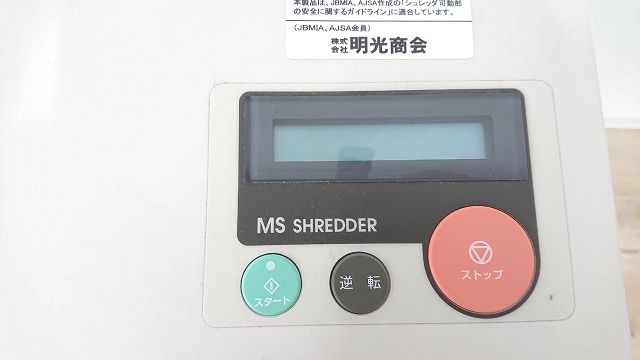 本製品は、JBMIA、AJSA作成の「シュレッダ可動部
の安全に関するガイドライン」に適合しています。
(JBMIA、AJSA会員)
株式会社 明光商会
MS SHREDDER
スタート
逆転
ストップ